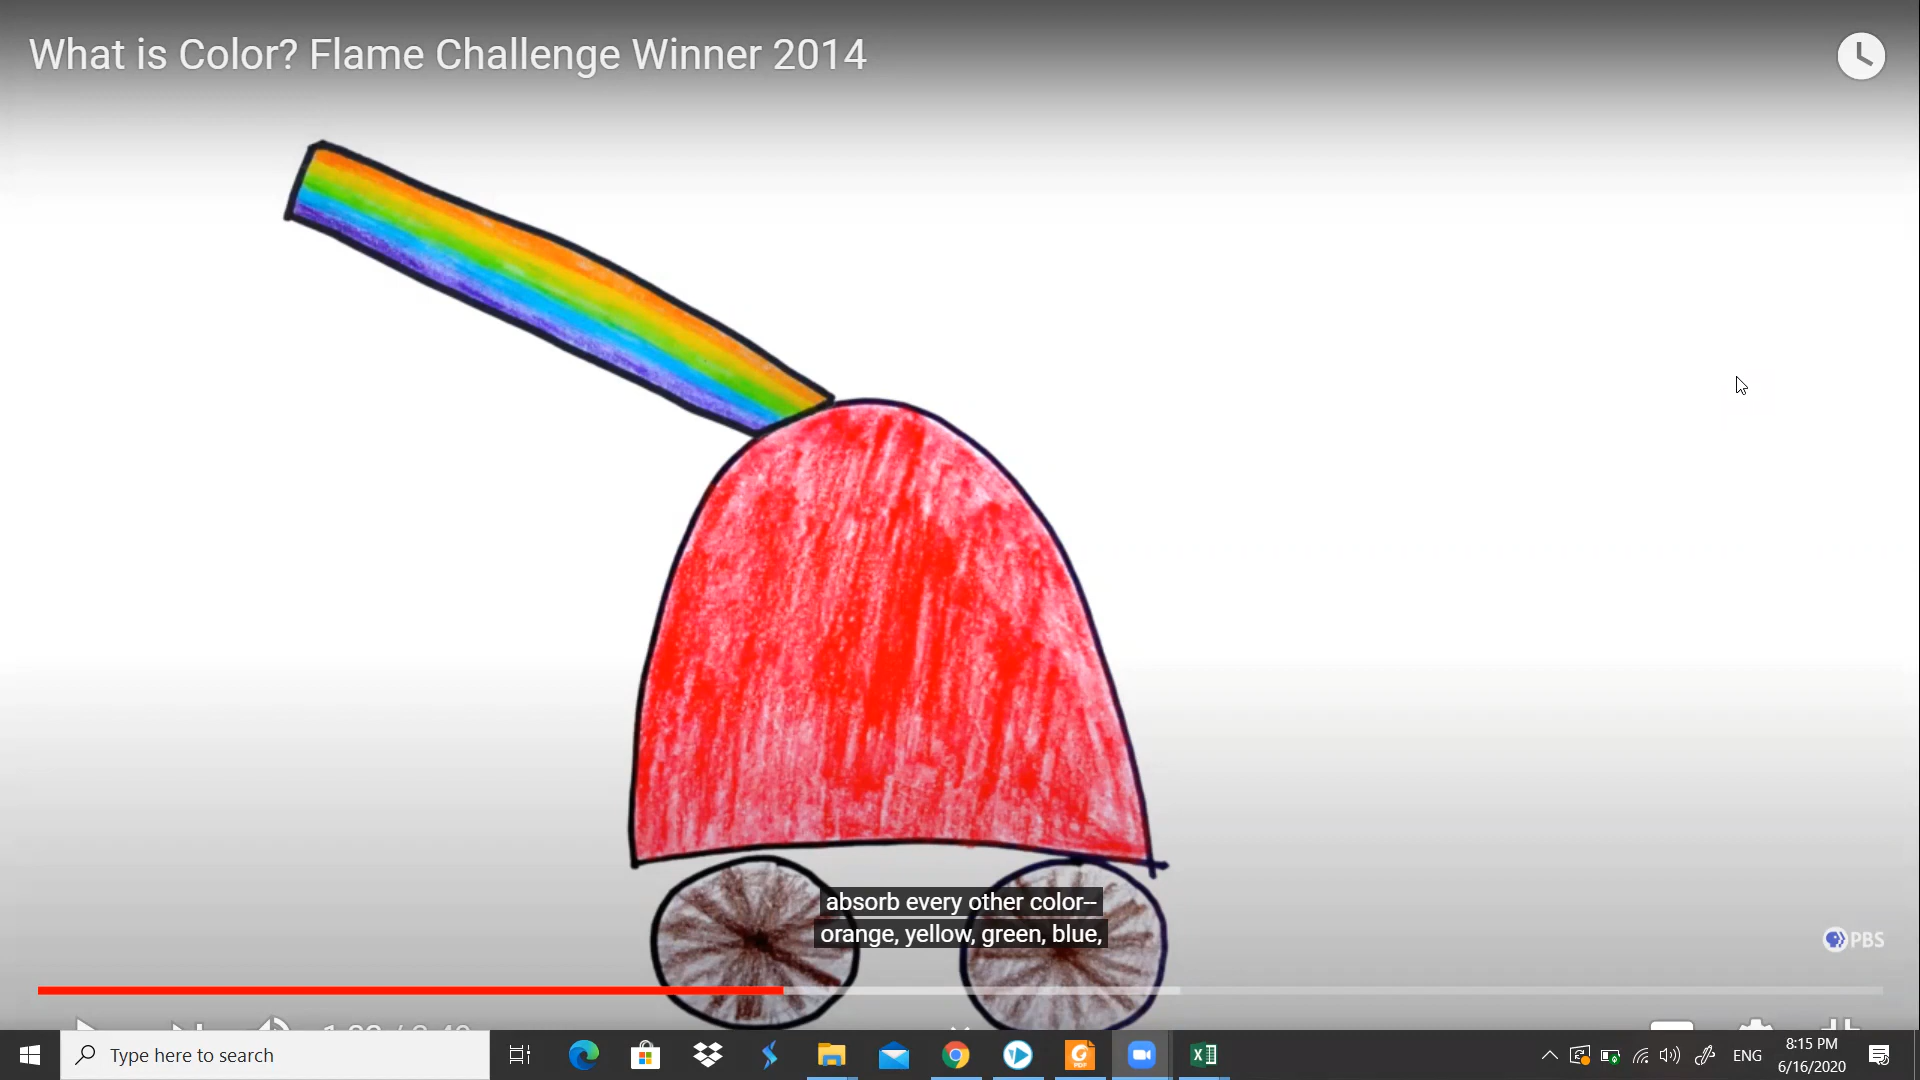 What is Color? Flame Challenge Winner 2014
absorb every other color--
orange, yellow, green, blue,
PBS
Type here to search
ENG
8:15 PM
6/16/2020